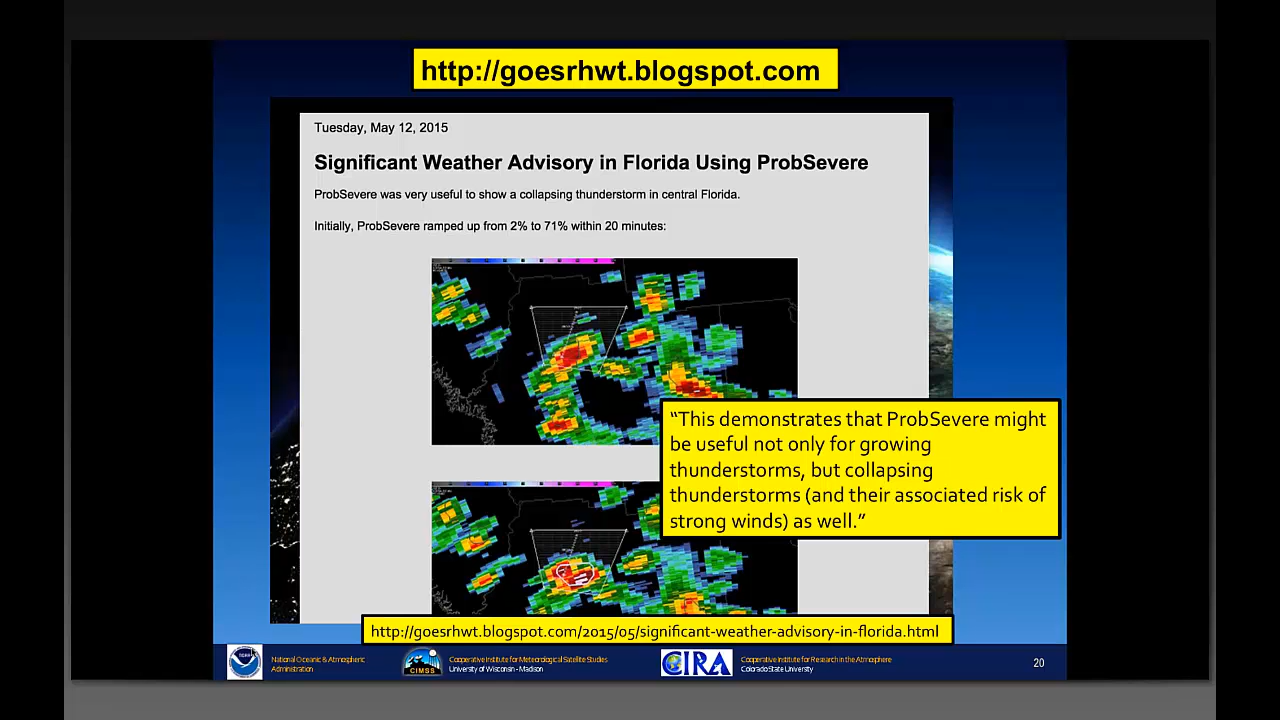 http://goesrhwt.blogspot.com
Tuesday, May 12, 2015
Significant Weather Advisory in Florida Using ProbSevere
ProbSevere was very useful to show a collapsing thunderstorm in central Florida.
Initially, ProbSevere ramped up from 2% to 71% within 20 minutes:
“This demonstrates that ProbSevere might
be useful not only for growing
thunderstorms, but collapsing
thunderstorms (and their associated risk of
strong winds) as well.”
http://goesrhwt.blogspot.com/2015/05/significant-weather-advisory-in-florida.html
National Oceanic & Atmospheric
Administration
CIMSS
Cooperative Institute for Meteorological Satellite Studies
University of Wisconsin - Madison
CIRA
Cooperative Institute for Research in the Atmosphere
Colorado State University
20